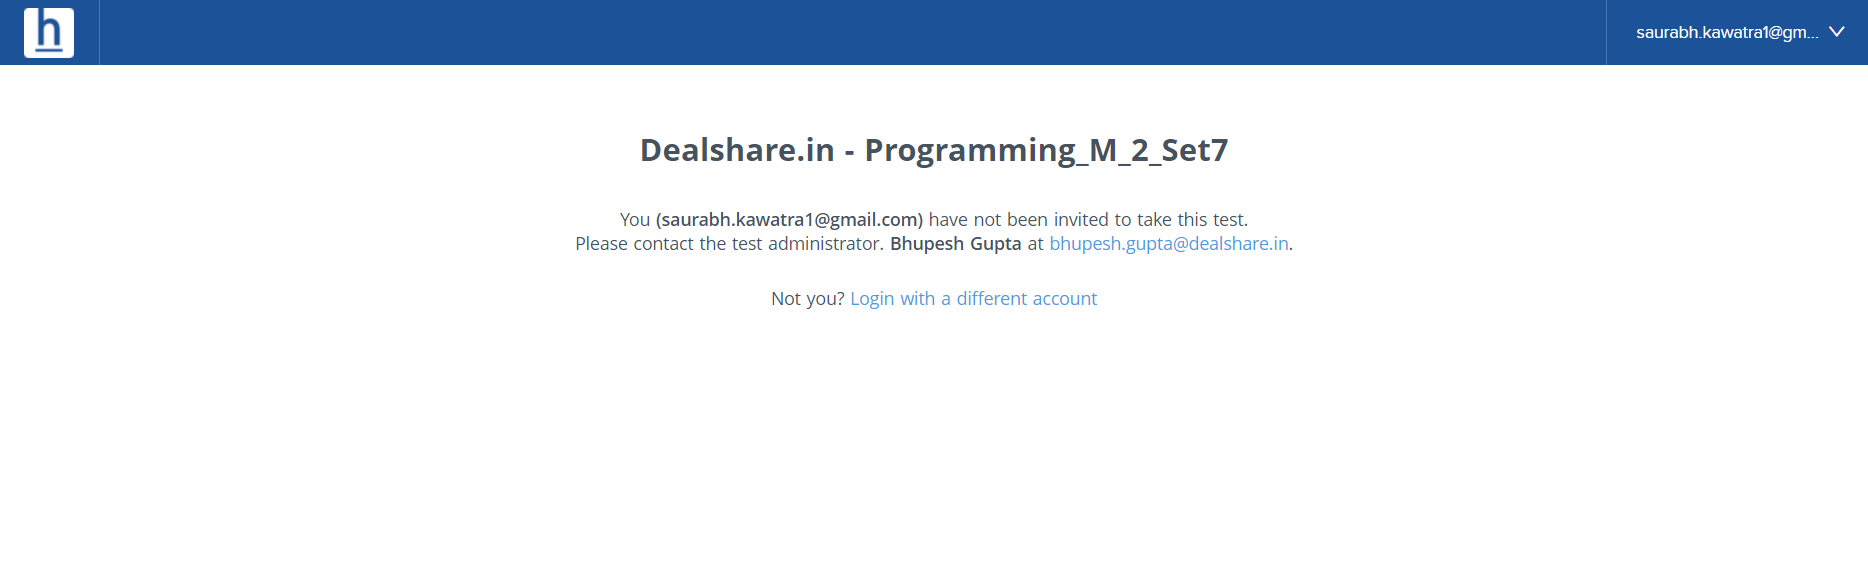 h
saurabh.kawatra1@gm...
Dealshare.in - Programming_M_2_Set7
You (saurabh.kawatra1@gmail.com) have not been invited to take this test.
Please contact the test administrator. Bhupesh Gupta at bhupesh.gupta@dealshare.in.
Not you? Login with a different account